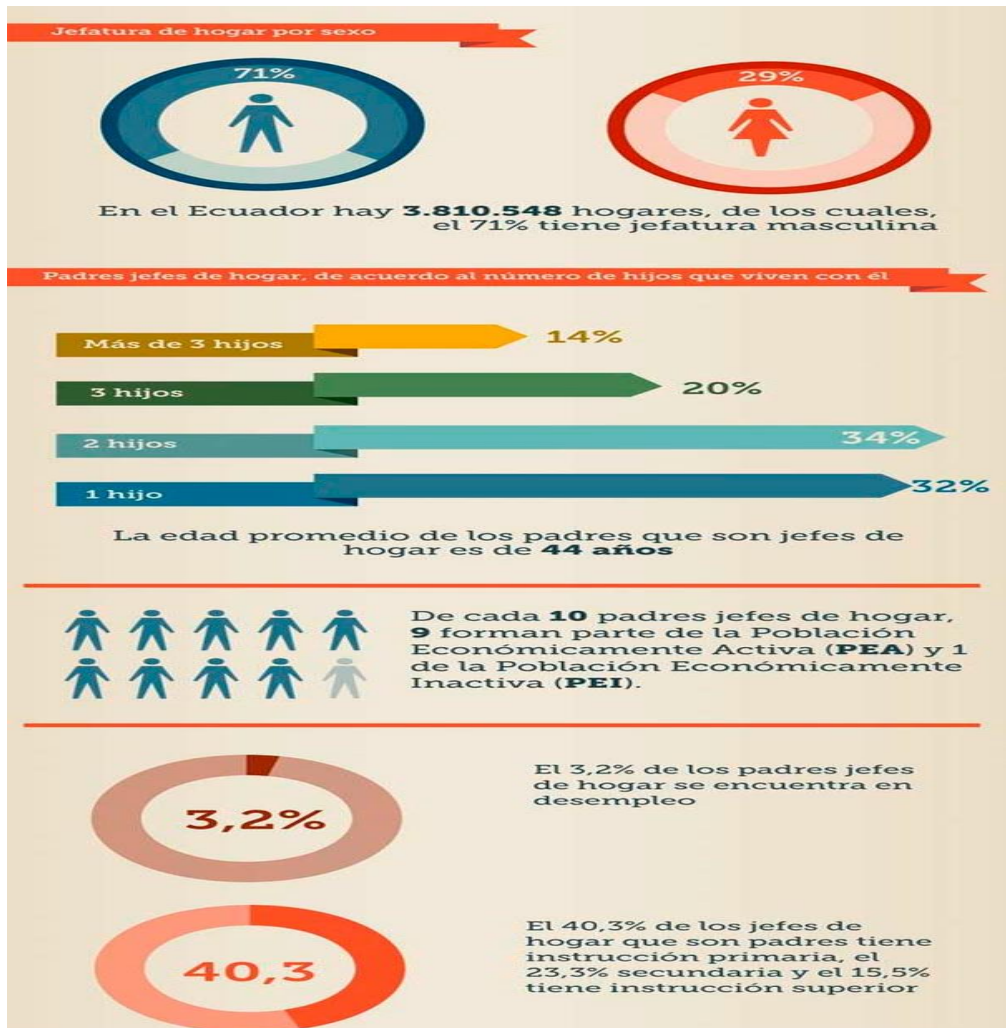 Jefatura de hogar por sexo
71%
29%
En el Ecuador hay 3.810.548 hogares, de los cuales,
el 71% tiene jefatura masculina
Padres jefes de hogar, de acuerdo al número de hijos que viven con él
Más de 3 hijos
14%
3 hijos
20%
2 hijos
34%
1 hijo
32%
La edad promedio de los padres que son jefes de
hogar es de 44 años
De cada 10 padres jefes de hogar,
9 forman parte de la Población
Económicamente Activa (PEA) y 1
de la Población Económicamente
Inactiva (PEI).
3,2%
El 3,2% de los padres jefes
de hogar se encuentra en
desempleo
40,3
El 40,3% de los jefes de
hogar que son padres tiene
instrucción primaria, el
23,3% secundaria y el 15,5%
tiene instrucción superior